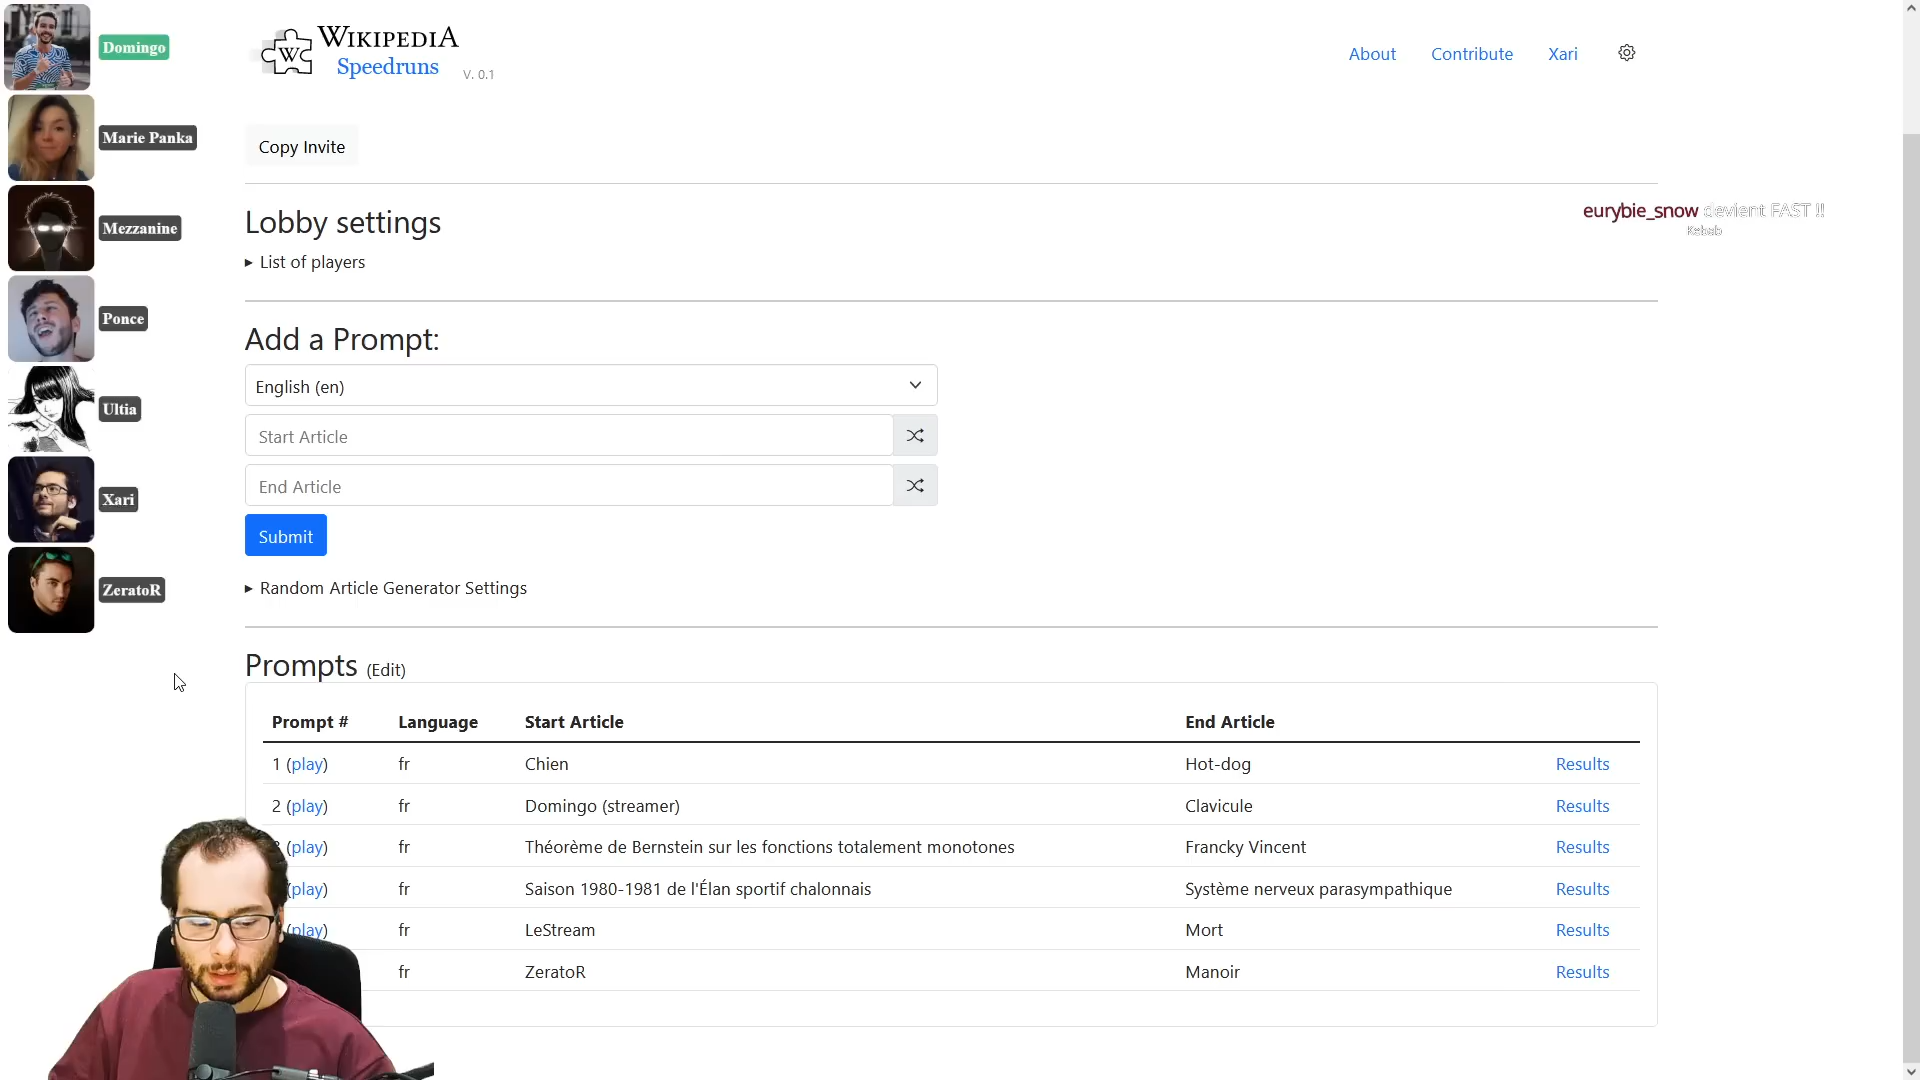 Domingo
Marie Panka
Mezzanine
Ponce
Ultia
Xari
ZeratoR
W
WIKIPEDIA
Speedruns
V. 0.1
About
Contribute
Xari
Copy Invite
Lobby settings
List of players
eurybie_snow devient FAST !!
Kebab
Add a Prompt:
English (en)
Start Article
End Article
Submit
Random Article Generator Settings
Prompts (Edit)
Prompt # Language Start Article End Article
1 (play) fr Chien Hot-dog Results
2 (play) fr Domingo (streamer) Clavicule Results
(play) fr Théorème de Bernstein sur les fonctions totalement monotones Francky Vincent Results
(play) fr Saison 1980-1981 de l'Élan sportif chalonnais Système nerveux parasympathique Results
(play) fr LeStream Mort Results
fr ZeratoR Manoir Results